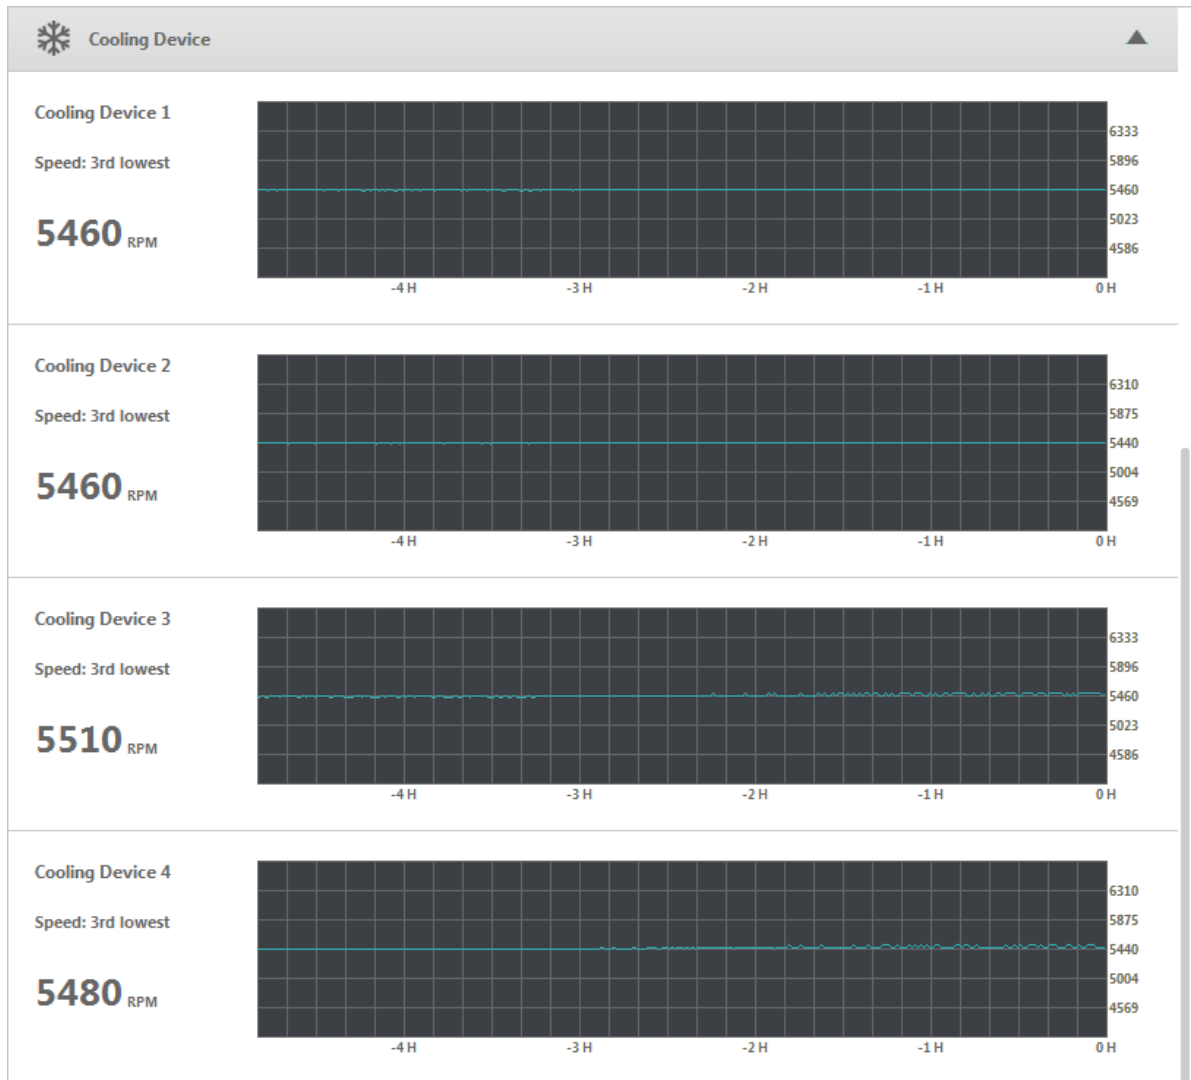 Cooling Device
Cooling Device 1
Speed: 3rd lowest
5460 RPM
6333
5896
5460
5023
4586
-4 H -3 H -2 H -1 H 0 H
Cooling Device 2
Speed: 3rd lowest
5460 RPM
6310
5875
5440
5004
4569
-4 H -3 H -2 H -1 H 0 H
Cooling Device 3
Speed: 3rd lowest
5510 RPM
6333
5896
5460
5023
4586
-4 H -3 H -2 H -1 H 0 H
Cooling Device 4
Speed: 3rd lowest
5480 RPM
6310
5875
5440
5004
4569
-4 H -3 H -2 H -1 H 0 H